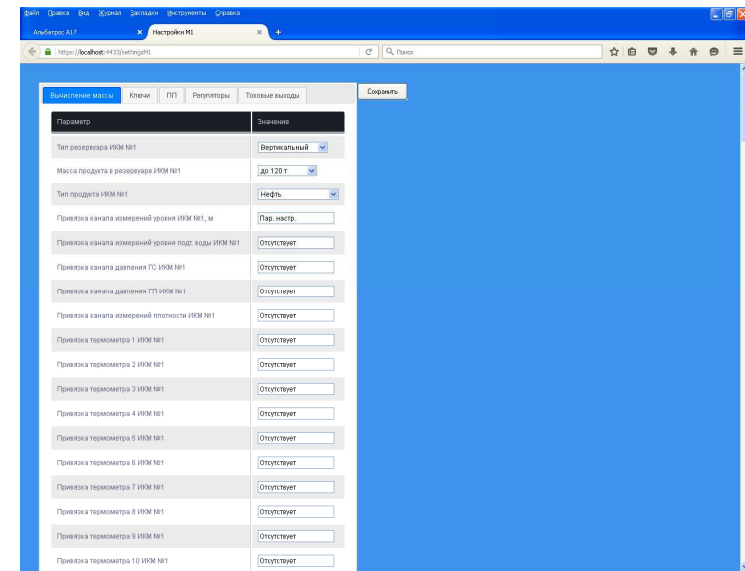 Файл Правка Вид Журнал Закладки Инструменты Справка
Альбатрос А17 Настройки М1
https://localhost:4433/settingsM1 Поиск
Вычисление массы Ключи ПП Регуляторы Токовые выходы Сохранить
Параметр Значение
Тип резервуара ИКМ №1 Вертикальный
Масса продукта в резервуаре ИКМ №1 до 120 т
Тип продукта ИКМ №1 Нефть
Привязка канала измерений уровня ИКМ №1, м Пар. настр.
Привязка канала измерений уровня подт. воды ИКМ №1 Отсутствует
Привязка канала давления ГС ИКМ №1 Отсутствует
Привязка канала давления ГП ИКМ №1 Отсутствует
Привязка канала измерений плотности ИКМ №1 Отсутствует
Привязка термометра 1 ИКМ №1 Отсутствует
Привязка термометра 2 ИКМ №1 Отсутствует
Привязка термометра 3 ИКМ №1 Отсутствует
Привязка термометра 4 ИКМ №1 Отсутствует
Привязка термометра 5 ИКМ №1 Отсутствует
Привязка термометра 6 ИКМ №1 Отсутствует
Привязка термометра 7 ИКМ №1 Отсутствует
Привязка термометра 8 ИКМ №1 Отсутствует
Привязка термометра 9 ИКМ №1 Отсутствует
Привязка термометра 10 ИКМ №1 Отсутствует